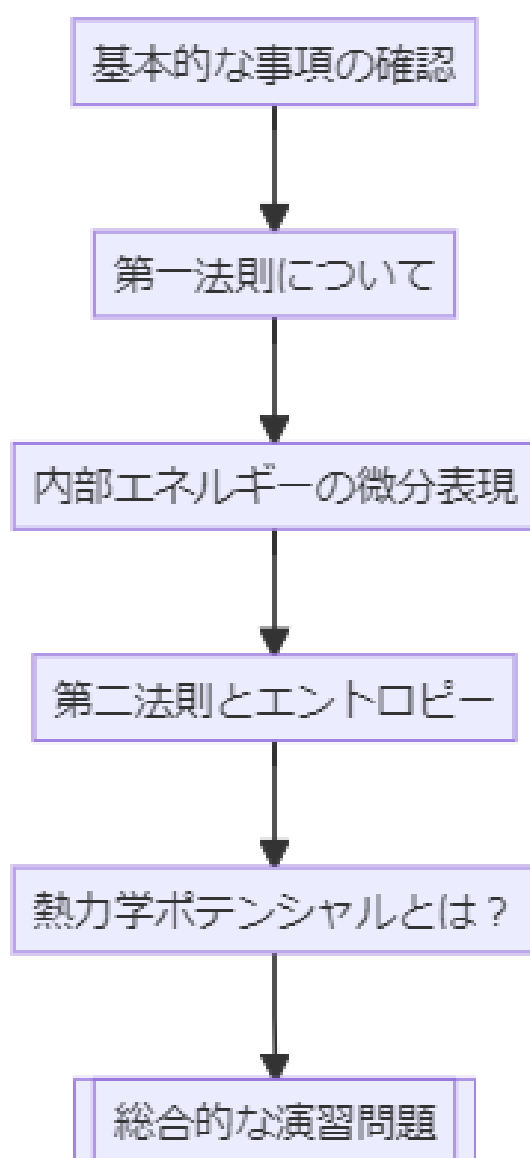 基本的な事項の確認
第一法則について
内部エネルギーの微分表現
第二法則とエントロピー
熱力学ポテンシャルとは？
総合的な演習問題